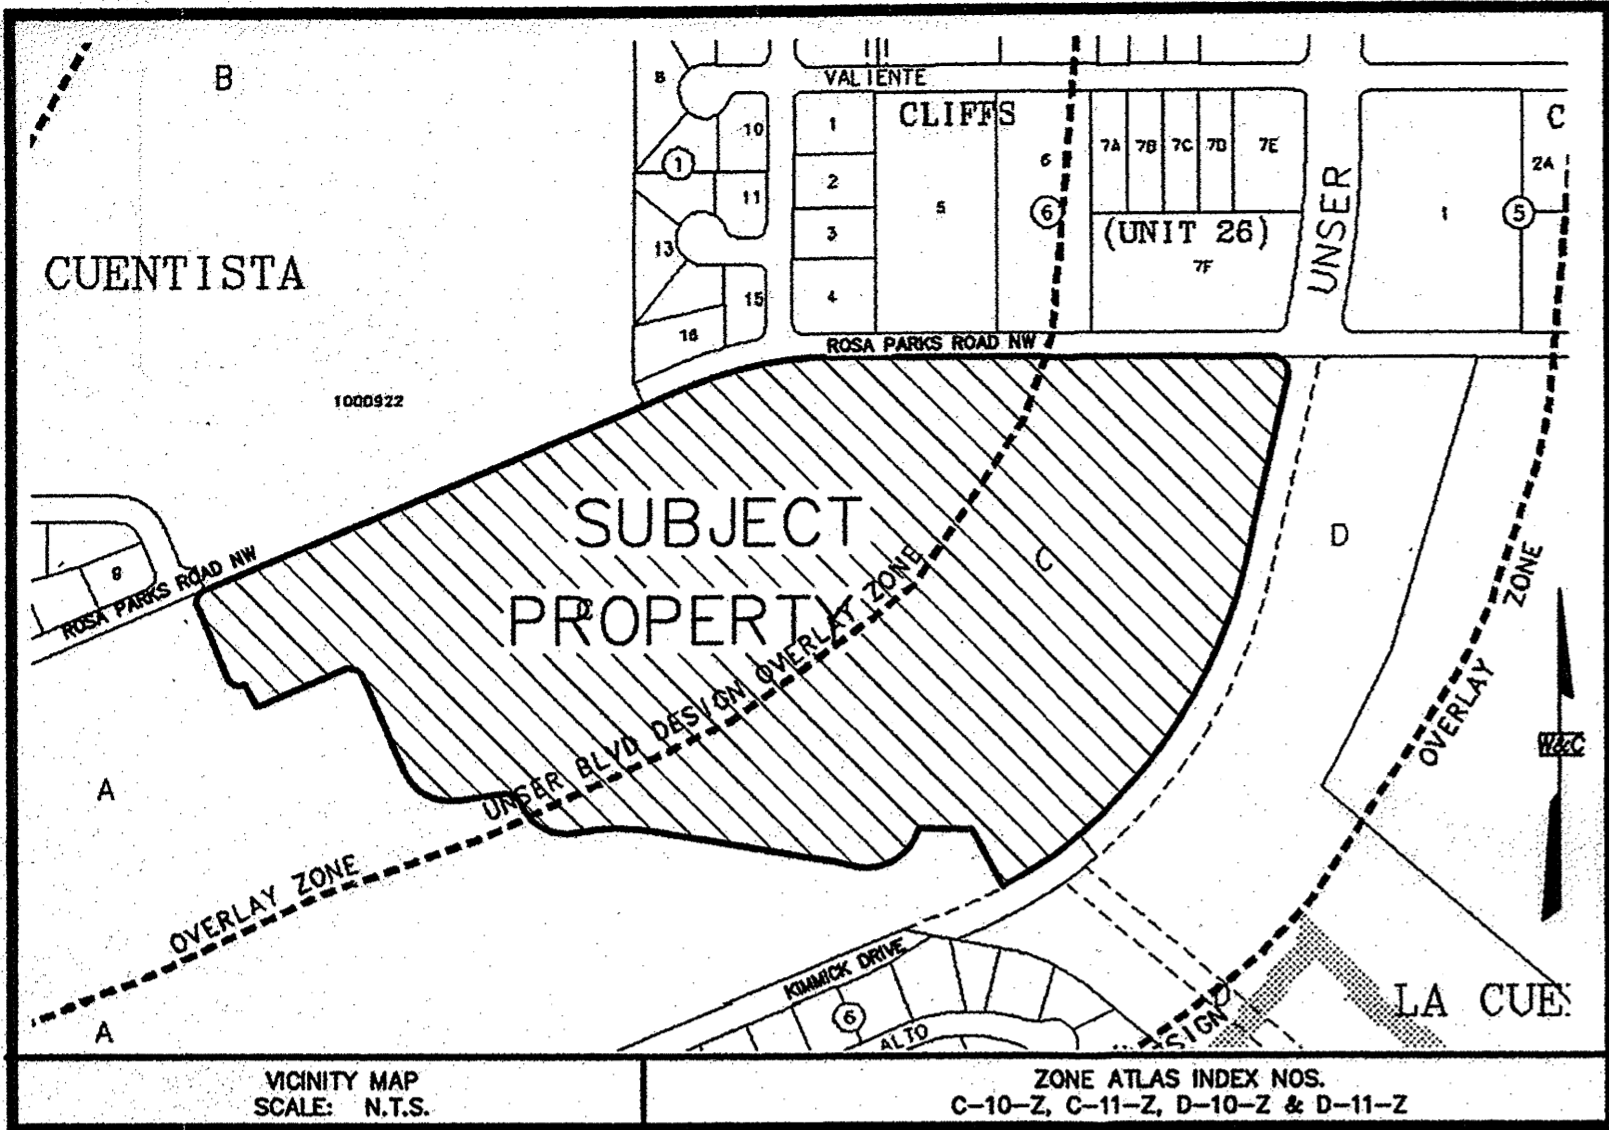 B
8
VALIENTE
CLIFFS
C
10
1
1
6
7A
7B
7C
7D
7E
2A
UNSER
2
11
5
6
1
5
3
13
(UNIT 26)
7F
CUENTISTA
15
4
16
ROSA PARKS ROAD NW
1000922
SUBJECT
PROPERTY
C
C
D
ROSA PARKS ROAD NW
8
UNSER BLVD DESIGN OVERLAY ZONE
OVERLAY ZONE
W&C
A
OVERLAY ZONE
A
KIMMICK DRIVE
6
ALTO
D
SIGN
LA CUE
VICINITY MAP
SCALE: N.T.S.
ZONE ATLAS INDEX NOS.
C-10-Z, C-11-Z, D-10-Z & D-11-Z